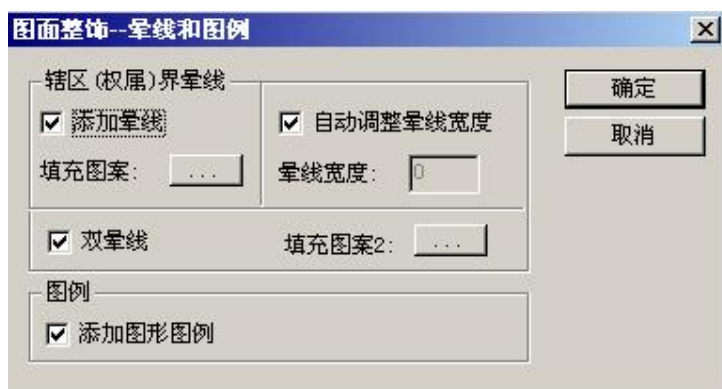 图面整饰--晕线和图例
辖区(权属)界晕线
添加晕线
自动调整晕线宽度
填充图案: ...
晕线宽度: 0
双晕线
填充图案2: ...
图例
添加图形图例
确定
取消